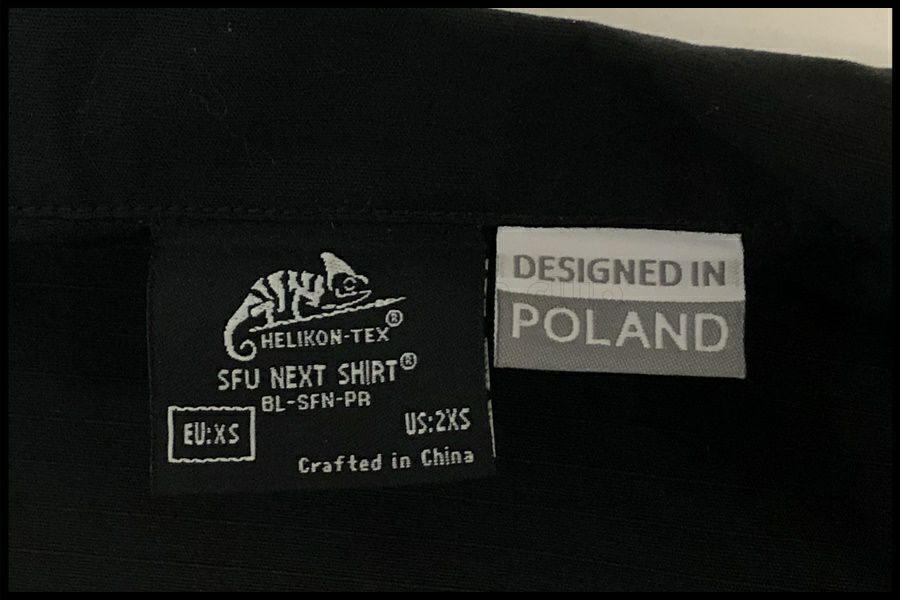 HELIKON-TEX®
SFU NEXT SHIRT®
BL-SFN-PR
EU:XS
US:2XS
Crafted in China
DESIGNED IN
POLAND